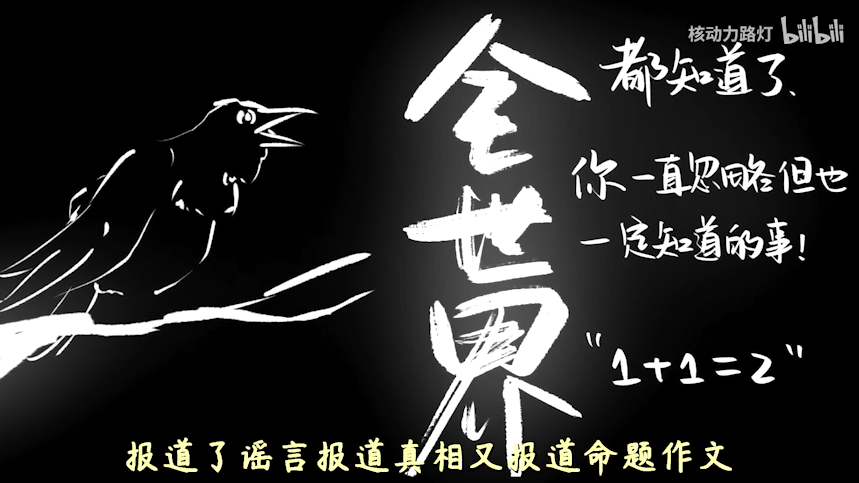 核动力路灯 bilibili
全世界
都知道了、
你一直忽略但也
一定知道的事!
"1+1=2"
报道了谣言报道真相又报道命题作文